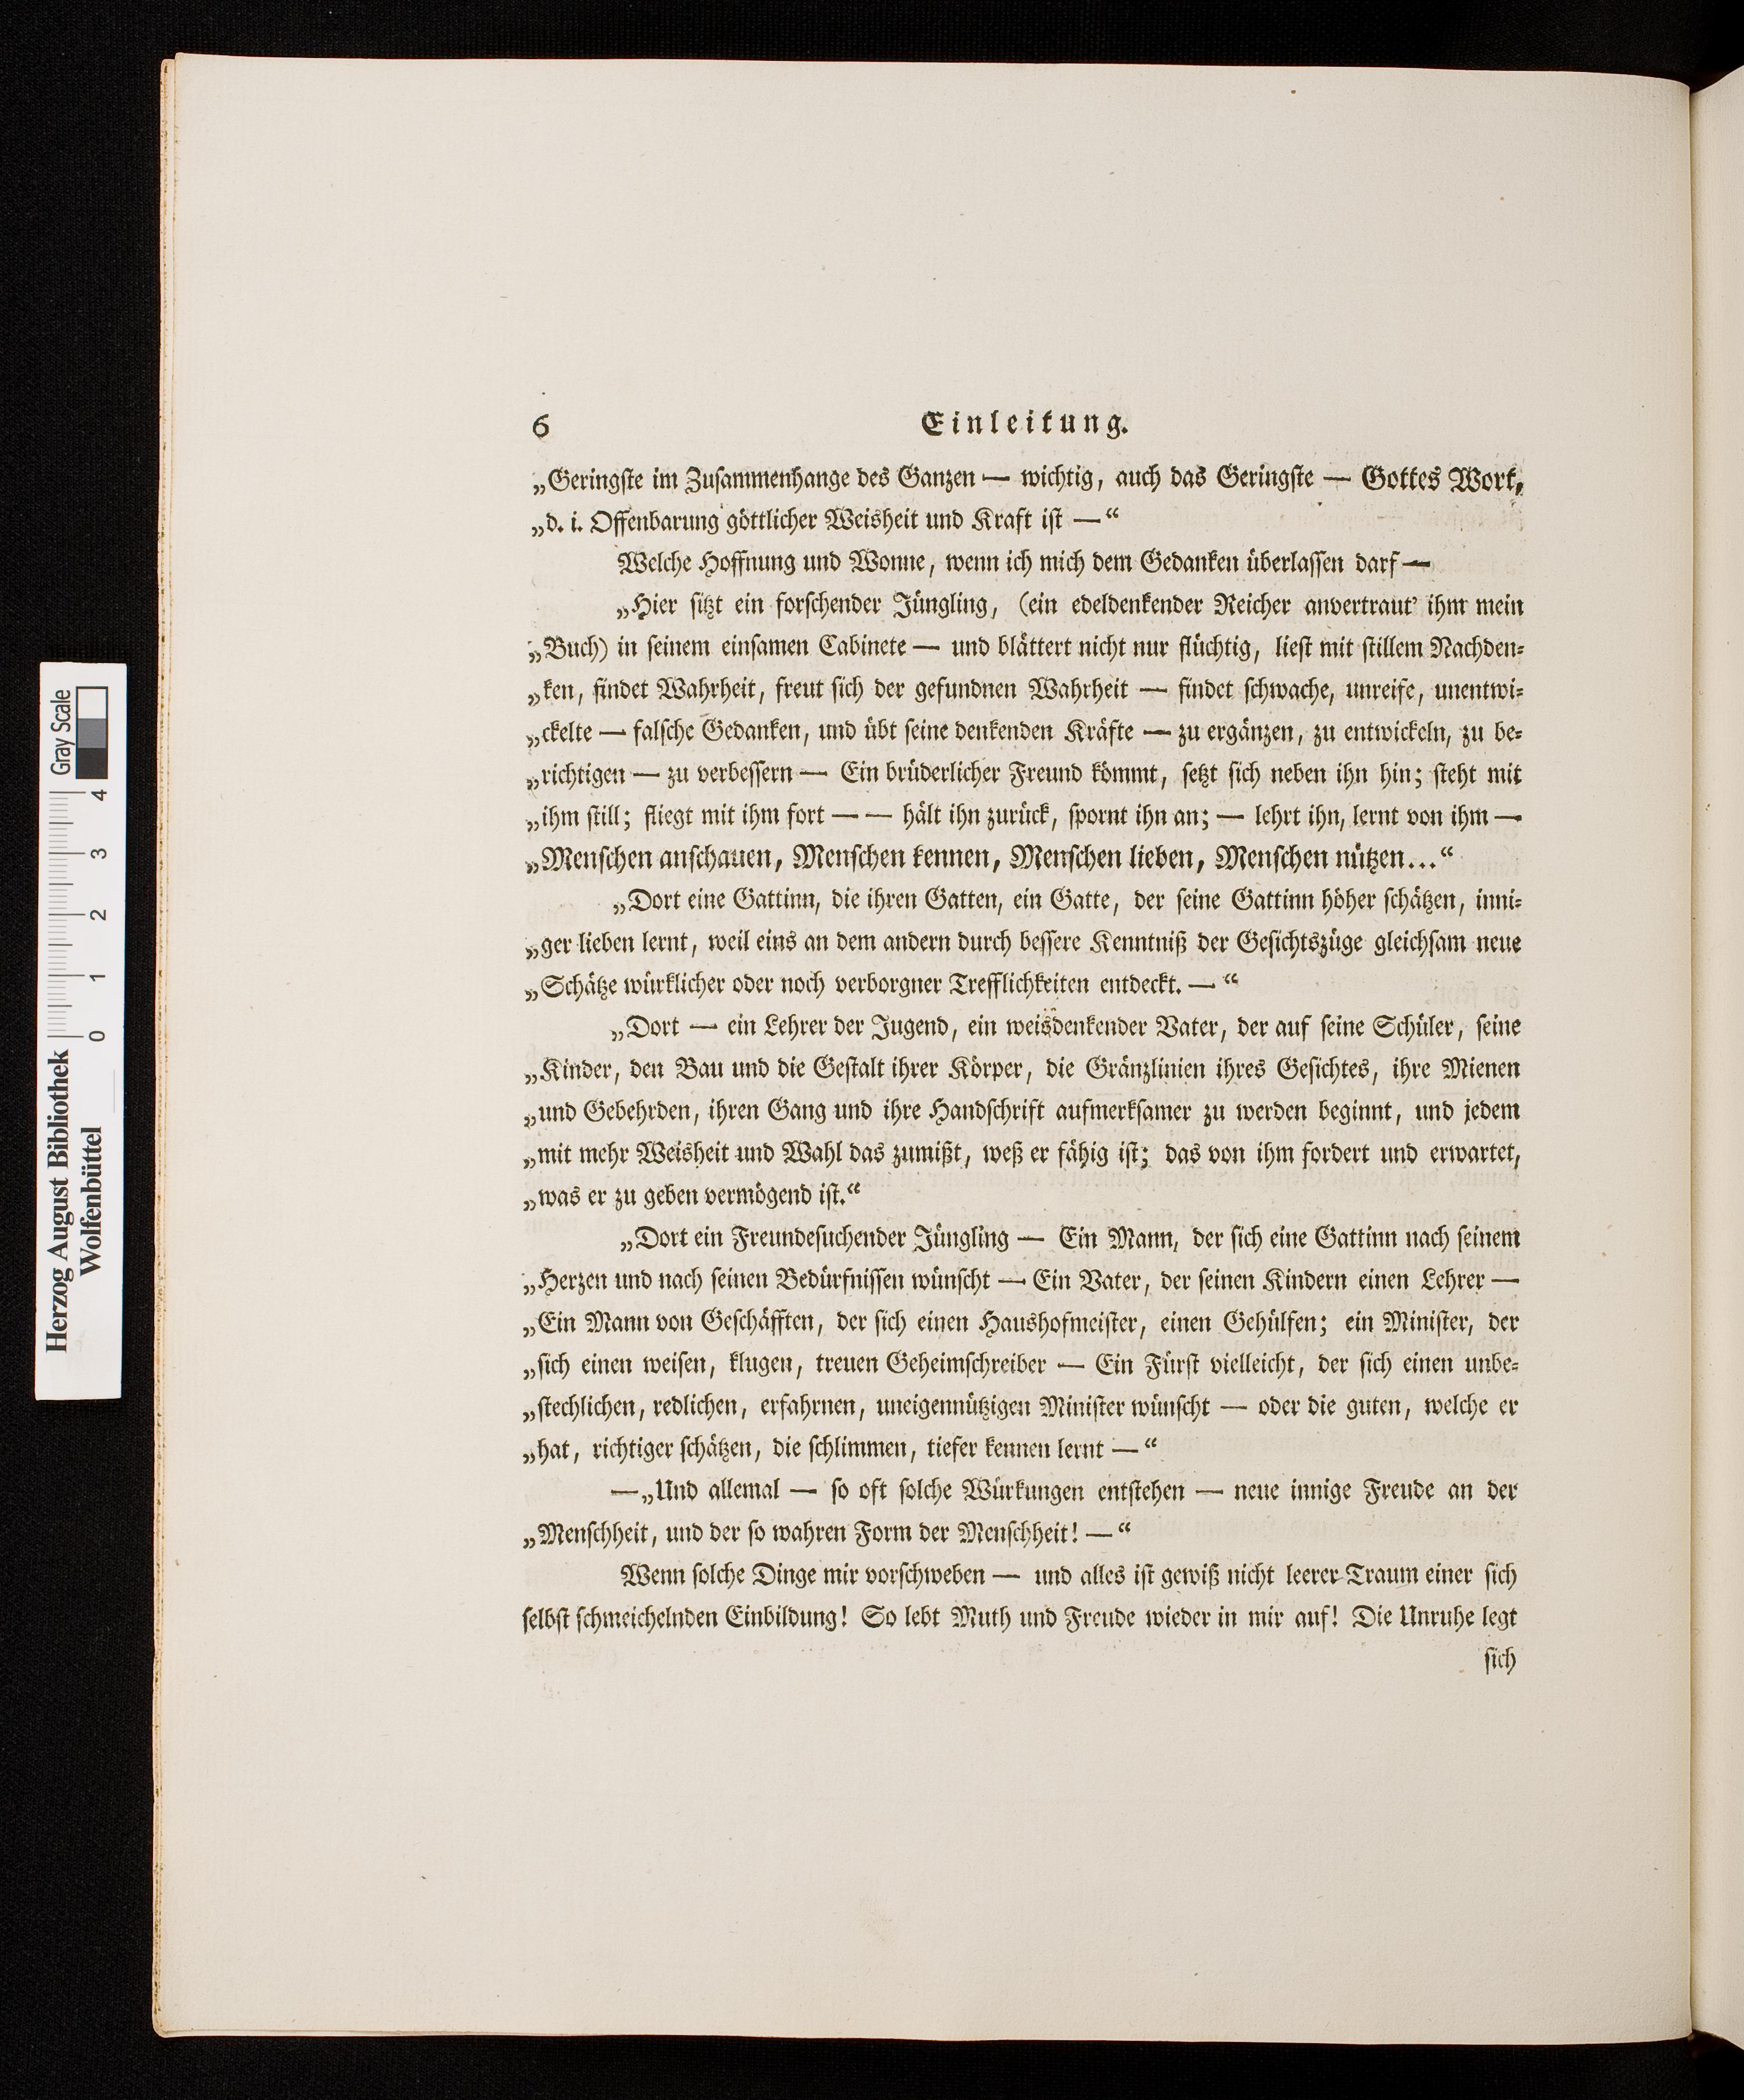 6 Einleitung.
„Geringſte im Zuſammenhange des Ganzen — wichtig, auch das Geringſte — Gottes Wort,
„d. i. Offenbarung göttlicher Weisheit und Kraft iſt — “
Welche Hoffnung und Wonne, wenn ich mich dem Gedanken überlaſſen darf —
„Hier ſitzt ein forſchender Jüngling, (ein edeldenkender Reicher anvertraut' ihm mein
„Buch) in ſeinem einſamen Cabinete — und blättert nicht nur flüchtig, lieſt mit ſtillem Nachden-
„ken, findet Wahrheit, freut ſich der gefundnen Wahrheit — findet ſchwache, unreife, unentwi-
„ckelte — falſche Gedanken, und übt ſeine denkenden Kräfte — zu ergänzen, zu entwickeln, zu be-
„richtigen — zu verbeſſern — Ein brüderlicher Freund kömmt, ſetzt ſich neben ihn hin; ſteht mit
„ihm ſtill; fliegt mit ihm fort — — hält ihn zurück, ſpornt ihn an; — lehrt ihn, lernt von ihm —
„Menſchen anſchauen, Menſchen kennen, Menſchen lieben, Menſchen nützen...“
„Dort eine Gattinn, die ihren Gatten, ein Gatte, der ſeine Gattinn höher ſchätzen, inni-
„ger lieben lernt, weil eins an dem andern durch beſſere Kenntniß der Geſichtszüge gleichſam neue
„Schätze würklicher oder noch verborgner Trefflichkeiten entdeckt. — “
„Dort — ein Lehrer der Jugend, ein weisdenkender Vater, der auf ſeine Schüler, ſeine
„Kinder, den Bau und die Geſtalt ihrer Körper, die Gränzlinien ihres Geſichtes, ihre Mienen
„und Gebehrden, ihren Gang und ihre Handſchrift aufmerkſamer zu werden beginnt, und jedem
„mit mehr Weisheit und Wahl das zumißt, weß er fähig iſt; das von ihm fordert und erwartet,
„was er zu geben vermögend iſt.“
„Dort ein Freundeſuchender Jüngling — Ein Mann, der ſich eine Gattinn nach ſeinem
„Herzen und nach ſeinen Bedürfniſſen wünſcht — Ein Vater, der ſeinen Kindern einen Lehrer —
„Ein Mann von Geſchäfften, der ſich einen Haushofmeiſter, einen Gehülfen; ein Miniſter, der
„ſich einen weiſen, klugen, treuen Geheimſchreiber — Ein Fürſt vielleicht, der ſich einen unbe-
„ſtechlichen, redlichen, erfahrnen, uneigennützigen Miniſter wünſcht — oder die guten, welche er
„hat, richtiger ſchätzen, die ſchlimmen, tiefer kennen lernt — “
— „Und allemal — ſo oft ſolche Würkungen entſtehen — neue innige Freude an der
„Menſchheit, und der ſo wahren Form der Menſchheit! — “
Wenn ſolche Dinge mir vorſchweben — und alles iſt gewiß nicht leerer Traum einer ſich
ſelbſt ſchmeichelnden Einbildung! So lebt Muth und Freude wieder in mir auf! Die Unruhe legt
ſich
Herzog August Bibliothek
Wolfenbüttel
0 1 2 3 4
Gray Scale